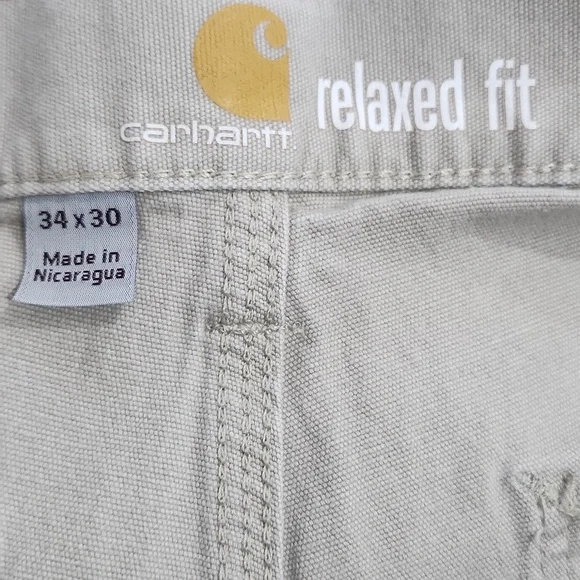 carhartt
relaxed fit
34 x 30
Made in
Nicaragua